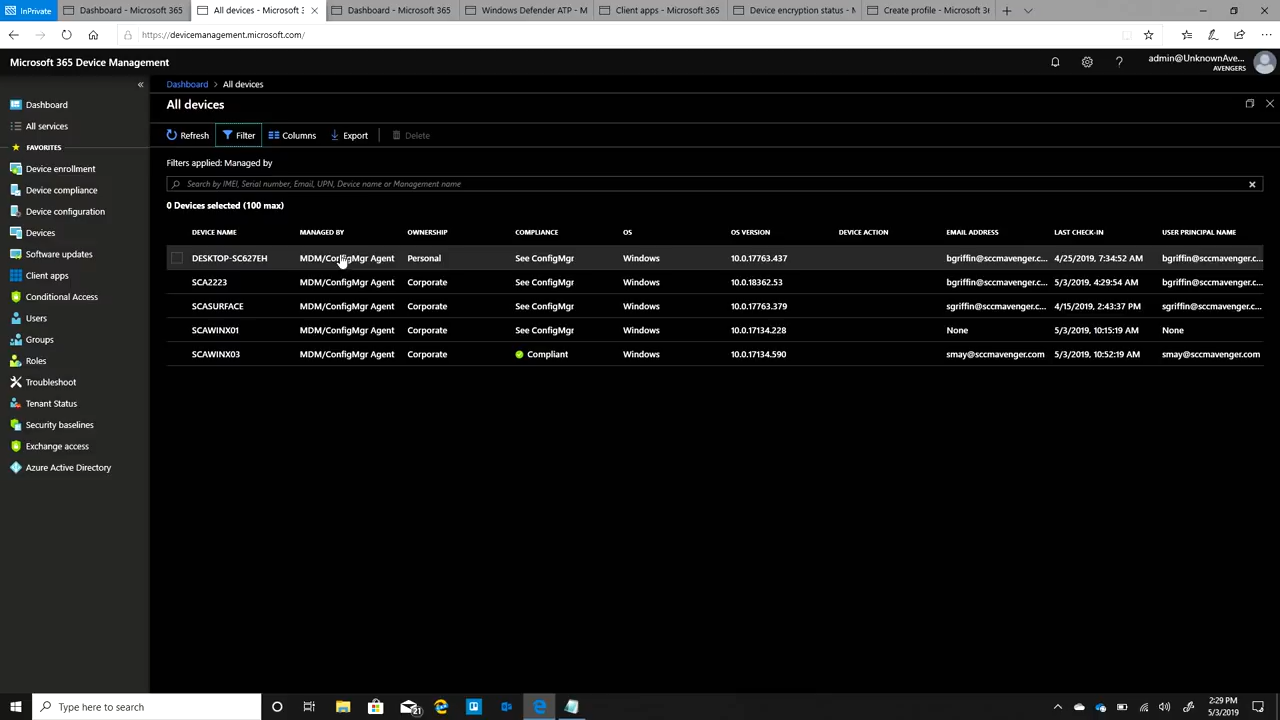 InPrivate
Dashboard - Microsoft 365
All devices - Microsoft 3
Dashboard - Microsoft 365
Windows Defender ATP - M
Client apps - Microsoft 365
Device encryption status - M
Create profile - Microsoft 36
https://devicemanagement.microsoft.com/
Microsoft 365 Device Management
admin@UnknownAve...
AVENGERS
Dashboard
All services
FAVORITES
Device enrollment
Device compliance
Device configuration
Devices
Software updates
Client apps
Conditional Access
Users
Groups
Roles
Troubleshoot
Tenant Status
Security baselines
Exchange access
Azure Active Directory
Dashboard > All devices
All devices
Refresh Filter Columns Export Delete
Filters applied: Managed by
Search by IMEI, Serial number, Email, UPN, Device name or Management name
0 Devices selected (100 max)
DEVICE NAME MANAGED BY OWNERSHIP COMPLIANCE OS OS VERSION DEVICE ACTION EMAIL ADDRESS LAST CHECK-IN USER PRINCIPAL NAME
DESKTOP-SC627EH MDM/ConfigMgr Agent Personal See ConfigMgr Windows 10.0.17763.437 bgriffin@sccmavenger.c... 4/25/2019, 7:34:52 AM bgriffin@sccmavenger.c...
SCA2223 MDM/ConfigMgr Agent Corporate See ConfigMgr Windows 10.0.18362.53 bgriffin@sccmavenger.c... 5/3/2019, 4:29:54 AM bgriffin@sccmavenger.c...
SCASURFACE MDM/ConfigMgr Agent Corporate See ConfigMgr Windows 10.0.17763.379 sgriffin@sccmavenger.c... 4/15/2019, 2:43:37 PM sgriffin@sccmavenger.c...
SCAWINX01 MDM/ConfigMgr Agent Corporate See ConfigMgr Windows 10.0.17134.228 None 5/3/2019, 10:15:19 AM None
SCAWINX03 MDM/ConfigMgr Agent Corporate Compliant Windows 10.0.17134.590 smay@sccmavenger.com 5/3/2019, 10:52:19 AM smay@sccmavenger.com
Type here to search
21
2:29 PM
5/3/2019